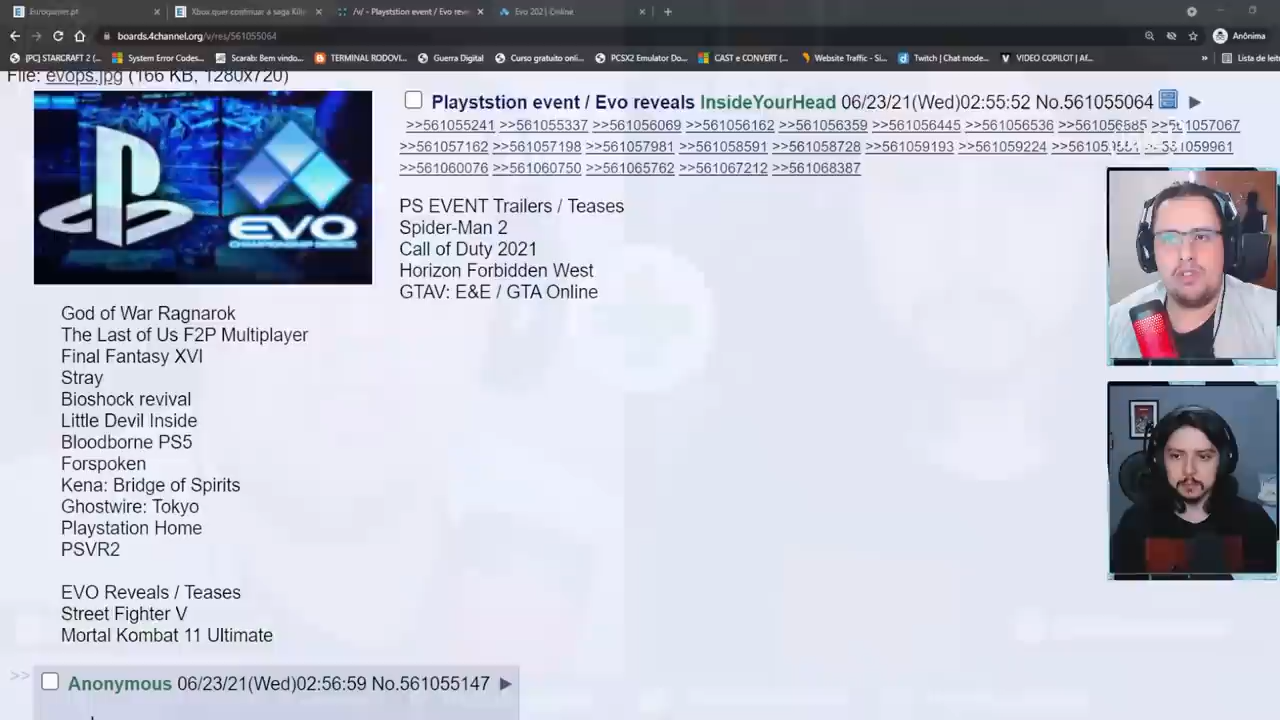 Eurogamer.pt
Xbox quer continuar a saga Kill
/v/ - Playststion event / Evo reve
Evo 2021 Online
boards.4channel.org/v/res/561055064
Anônima
[PC] STARCRAFT 2 (
System Error Codes...
Scarab: Bem vind...
TERMINAL RODOVI...
Guerra Digital
Curso gratuito onli...
PCSX2 Emulator Do...
CAST e CONVERT (...
Website Traffic - Si...
Twitch | Chat mode...
VIDEO COPILOT | Af...
»
Lista de leit
File: evops.jpg (166 KB, 1280x720)
EVO
CHAMPIONSHIP SERIES
Playststion event / Evo reveals InsideYourHead 06/23/21(Wed)02:55:52 No.561055064
>>561055241 >>561055337 >>561056069 >>561056162 >>561056359 >>561056445 >>561056536 >>561056685 >>561057067
>>561057162 >>561057198 >>561057981 >>561058591 >>561058728 >>561059193 >>561059224 >>561059961
>>561060076 >>561060750 >>561065762 >>561067212 >>561068387
PS EVENT Trailers / Teases
Spider-Man 2
Call of Duty 2021
Horizon Forbidden West
GTAV: E&E / GTA Online
God of War Ragnarok
The Last of Us F2P Multiplayer
Final Fantasy XVI
Stray
Bioshock revival
Little Devil Inside
Bloodborne PS5
Forspoken
Kena: Bridge of Spirits
Ghostwire: Tokyo
Playstation Home
PSVR2
EVO Reveals / Teases
Street Fighter V
Mortal Kombat 11 Ultimate
>>
Anonymous 06/23/21(Wed)02:56:59 No.561055147